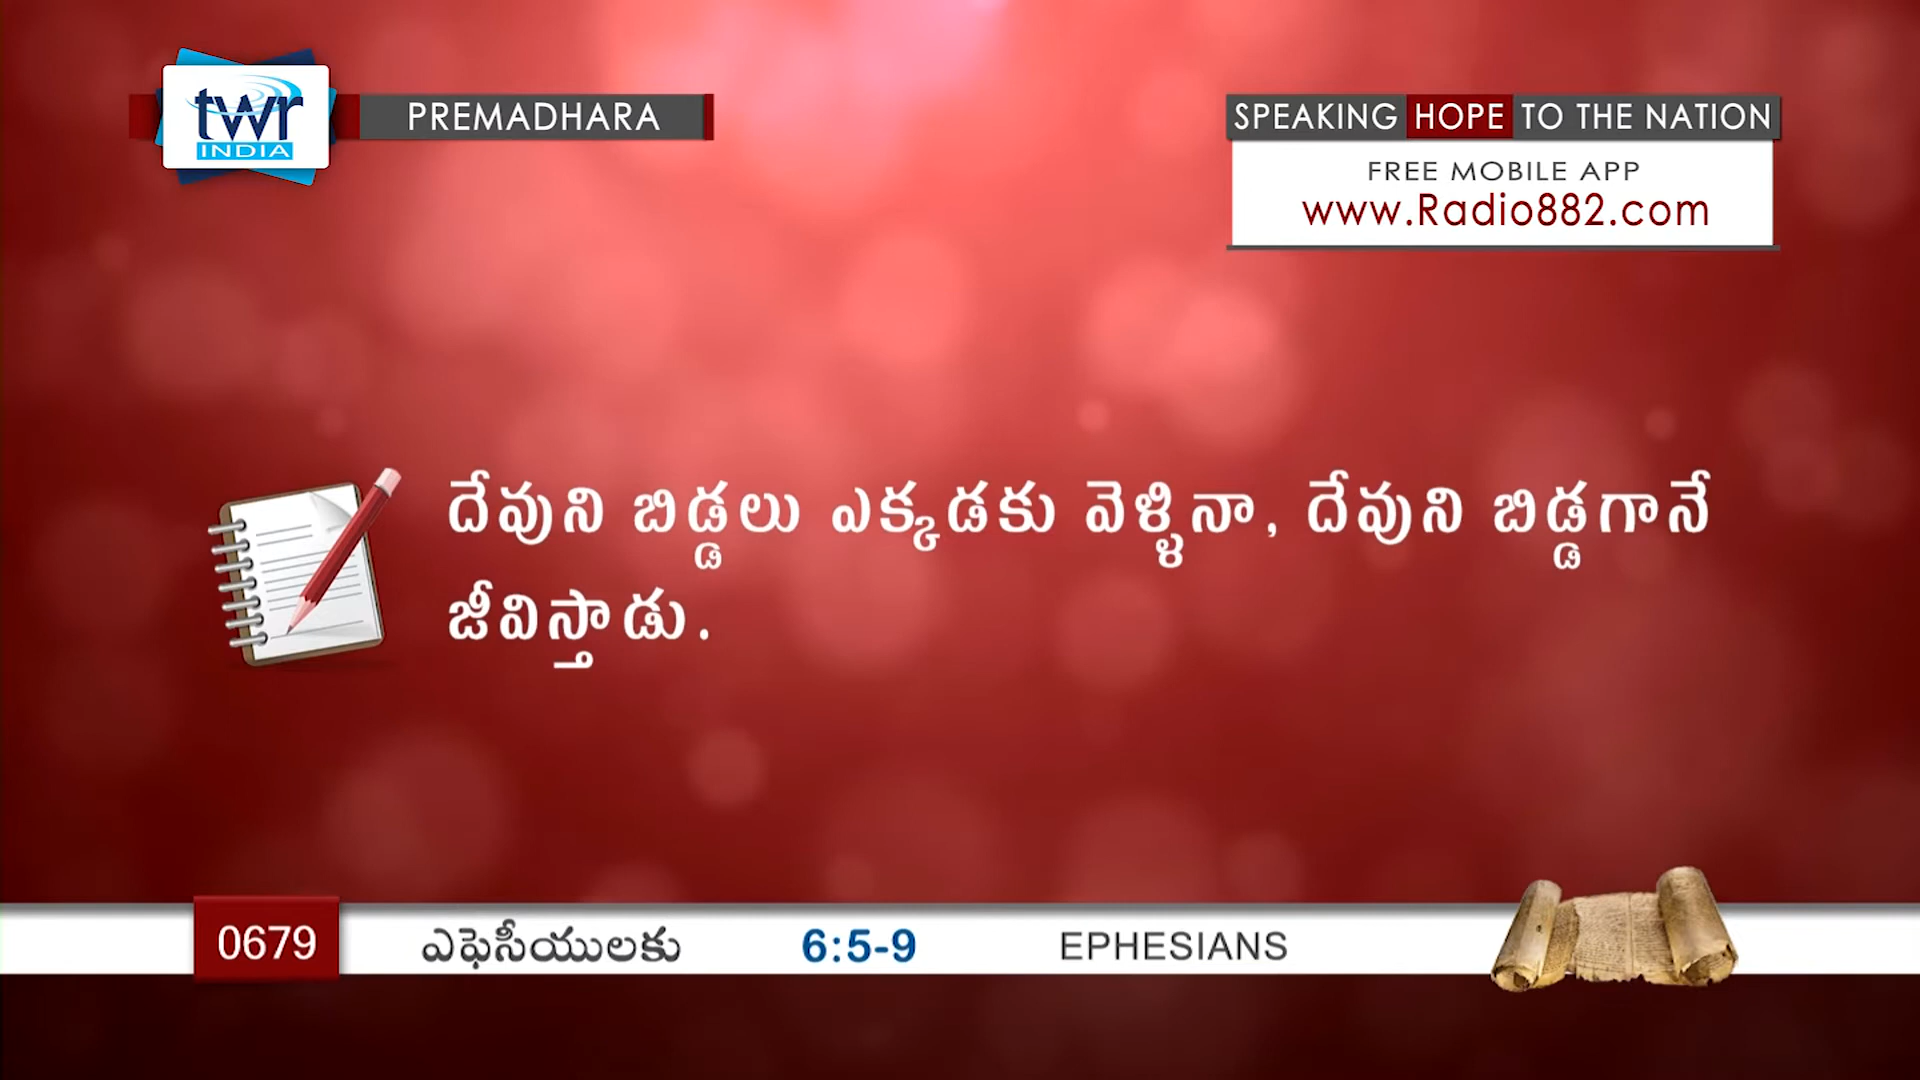 twr
INDIA
PREMADHARA
SPEAKING HOPE TO THE NATION
FREE MOBILE APP
www.Radio882.com
దేవుని బిడ్డలు ఎక్కడకు వెళ్ళినా, దేవుని బిడ్డగానే
జీవిస్తాడు.
0679 ఎఫెసీయులకు 6:5-9 EPHESIANS